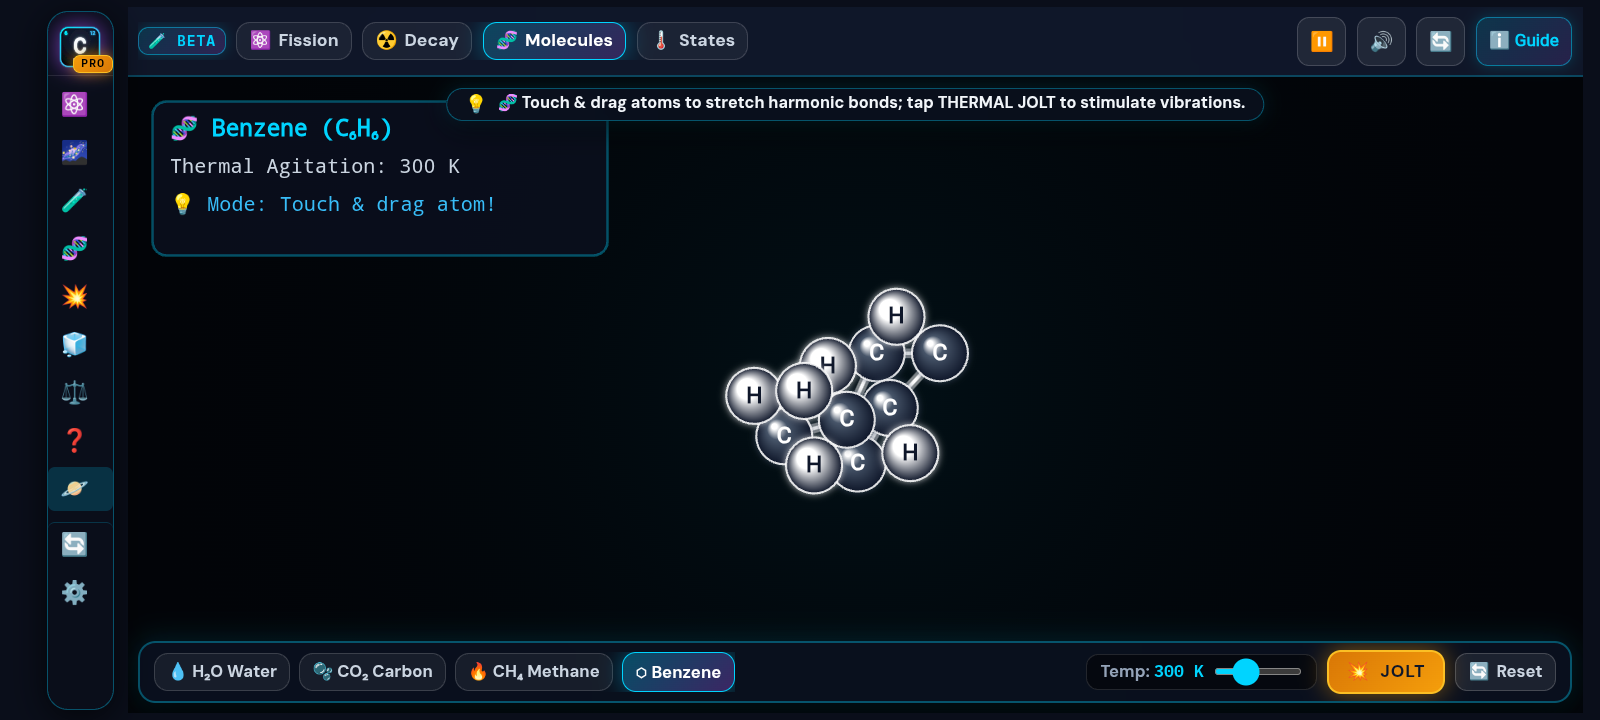 C
12
PRO
BETA
Fission
Decay
Molecules
States
Guide
Touch & drag atoms to stretch harmonic bonds; tap THERMAL JOLT to stimulate vibrations.
Benzene (C₆H₆)
Thermal Agitation: 300 K
Mode: Touch & drag atom!
H
C
C
H
H
H
C
C
C
H
H
C
H₂O Water
CO₂ Carbon
CH₄ Methane
Benzene
Temp: 300 K
JOLT
Reset